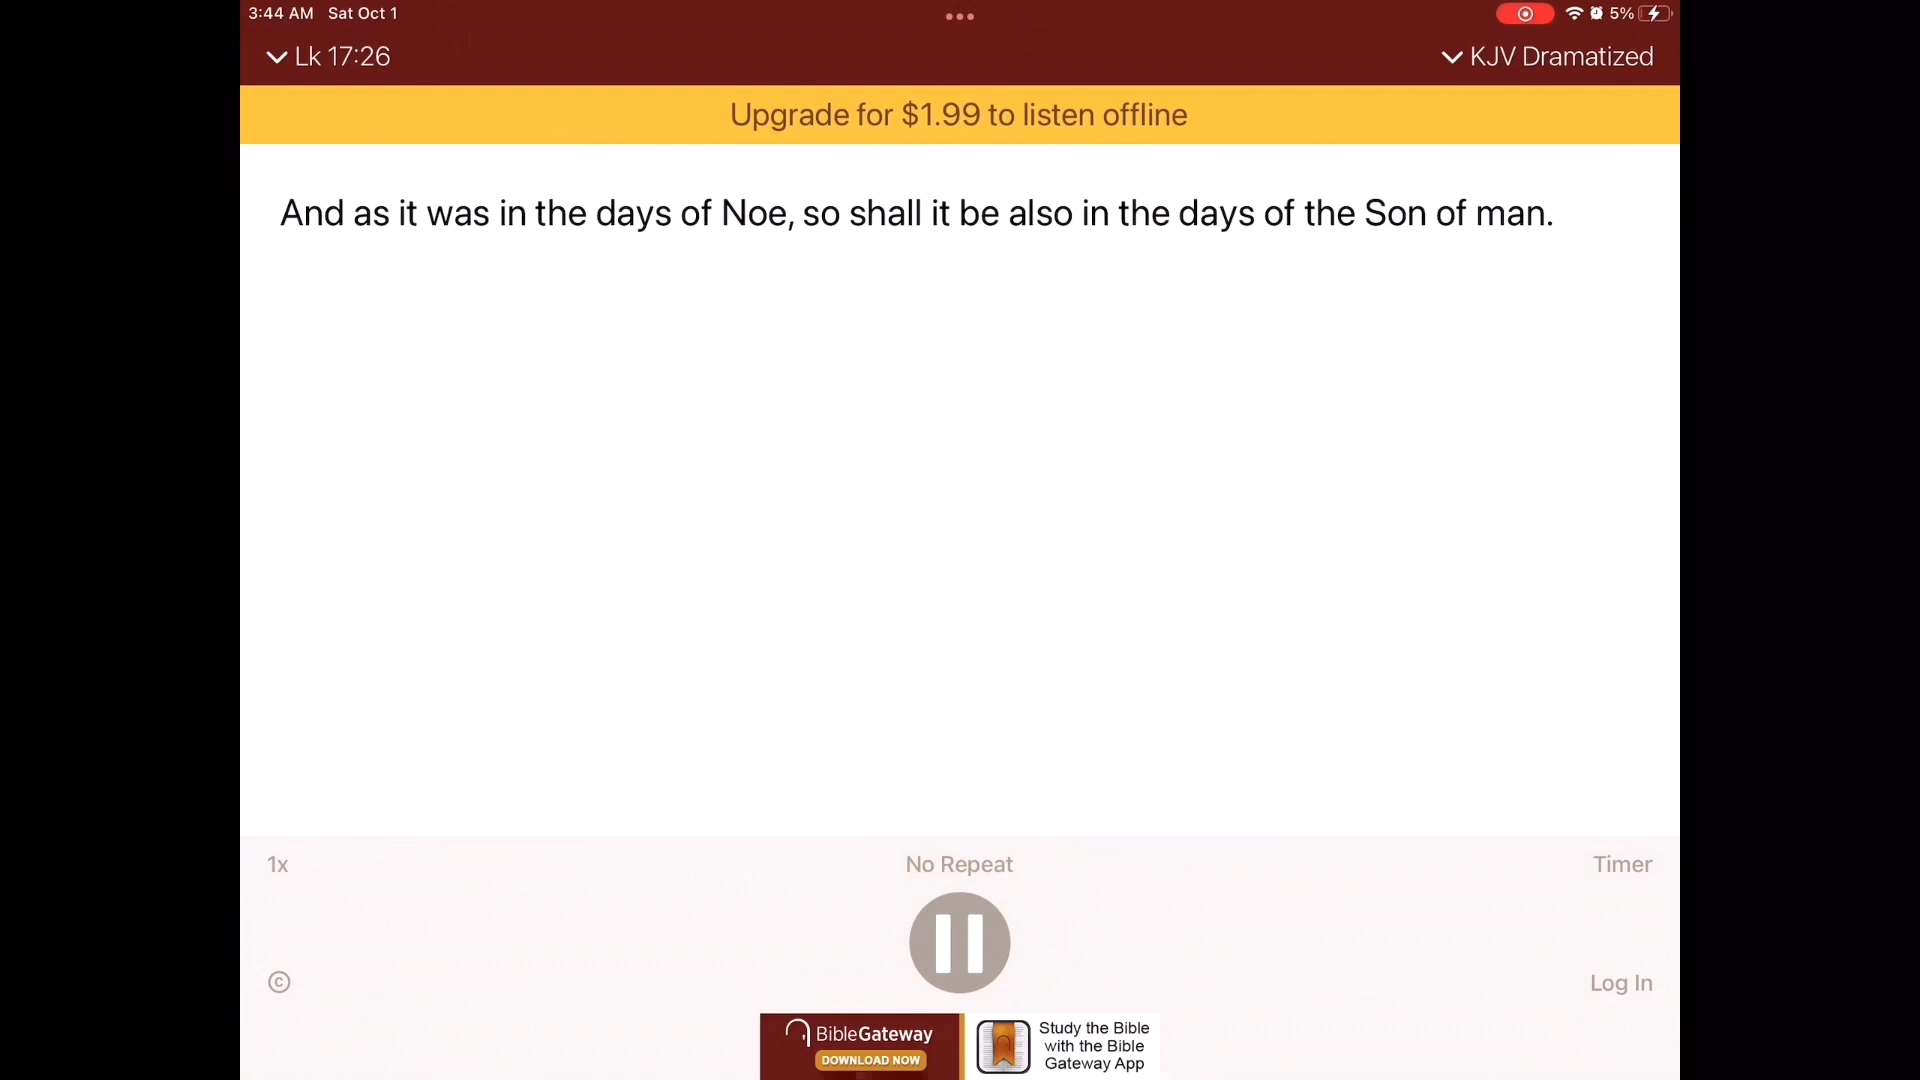 3:44 AM Sat Oct 1
5%
Lk 17:26
KJV Dramatized
Upgrade for $1.99 to listen offline
And as it was in the days of Noe, so shall it be also in the days of the Son of man.
1x
No Repeat
Timer
©
Log In
BibleGateway
DOWNLOAD NOW
Study the Bible
with the Bible
Gateway App